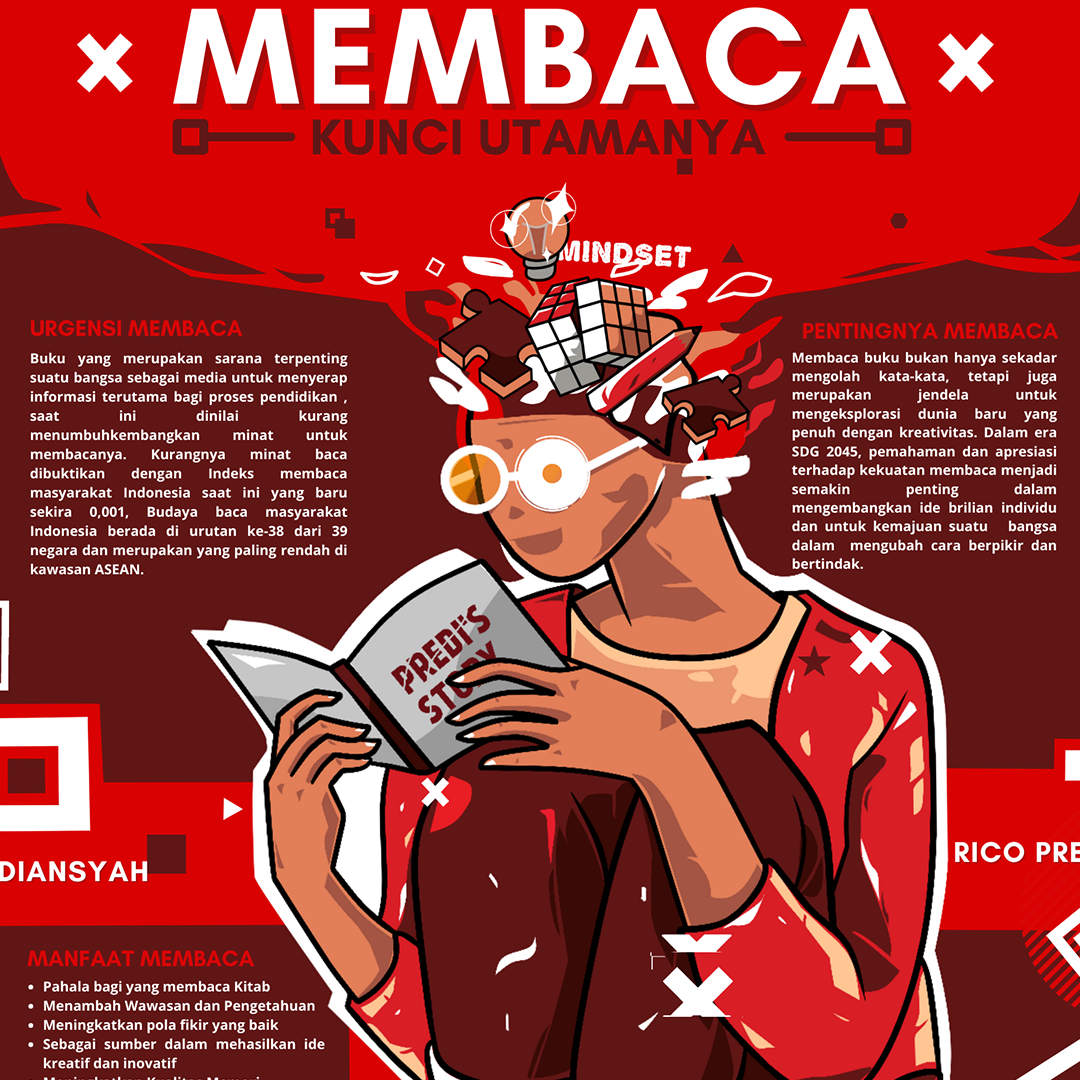 MEMBACA
KUNCI UTAMANYA
MINDSET
URGENSI MEMBACA
Buku yang merupakan sarana terpenting
suatu bangsa sebagai media untuk menyerap
informasi terutama bagi proses pendidikan ,
saat ini dinilai kurang
menumbuhkembangkan minat untuk
membacanya. Kurangnya minat baca
dibuktikan dengan Indeks membaca
masyarakat Indonesia saat ini yang baru
sekira 0,001, Budaya baca masyarakat
Indonesia berada di urutan ke-38 dari 39
negara dan merupakan yang paling rendah di
kawasan ASEAN.
PENTINGNYA MEMBACA
Membaca buku bukan hanya sekadar
mengolah kata-kata, tetapi juga
merupakan jendela untuk
mengeksplorasi dunia baru yang
penuh dengan kreativitas. Dalam era
SDG 2045, pemahaman dan apresiasi
terhadap kekuatan membaca menjadi
semakin penting dalam
mengembangkan ide brilian individu
dan untuk kemajuan suatu bangsa
dalam mengubah cara berpikir dan
bertindak.
PREDI'S
STORY
DIANSYAH
RICO PRE
MANFAAT MEMBACA
• Pahala bagi yang membaca Kitab
• Menambah Wawasan dan Pengetahuan
• Meningkatkan pola fikir yang baik
• Sebagai sumber dalam mehasilkan ide
kreatif dan inovatif